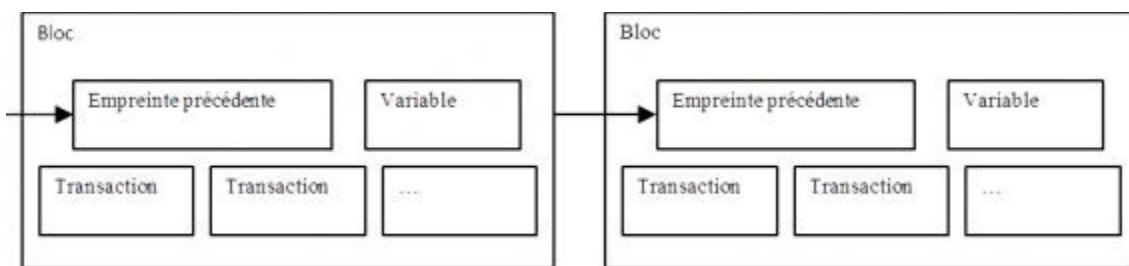 Bloc
Empreinte précédente
Variable
Transaction
Transaction
...
Bloc
Empreinte précédente
Variable
Transaction
Transaction
...